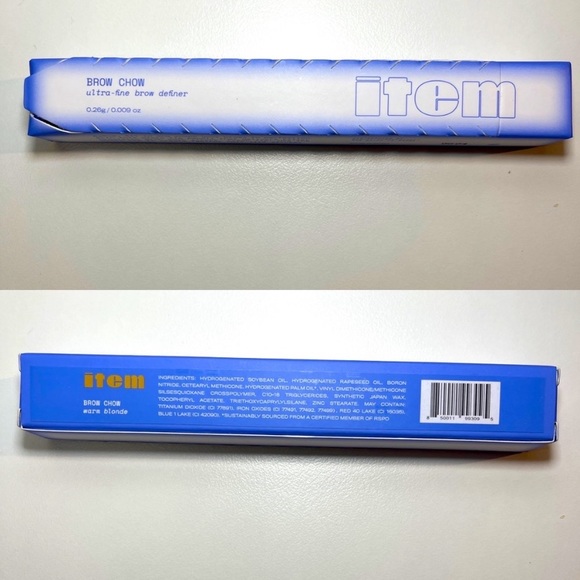 BROW CHOW
ultra-fine brow definer
0.26g / 0.009 oz
item
item
BROW CHOW
warm blonde
INGREDIENTS: HYDROGENATED SOYBEAN OIL, HYDROGENATED RAPESEED OIL, BORON
NITRIDE, CETEARYL METHICONE, HYDROGENATED PALM OIL*, VINYL DIMETHICONE/METHICONE
SILSESQUIOXANE CROSSPOLYMER, C10-18 TRIGLYCERIDES, SYNTHETIC JAPAN WAX,
TOCOPHERYL ACETATE, TRIETHOXYCAPRYLYLSILANE, ZINC STEARATE. MAY CONTAIN:
TITANIUM DIOXIDE (CI 77891), IRON OXIDES (CI 77491, 77492, 77499), RED 40 LAKE (CI 16035),
BLUE 1 LAKE (CI 42090). *SUSTAINABLY SOURCED FROM A CERTIFIED MEMBER OF RSPO